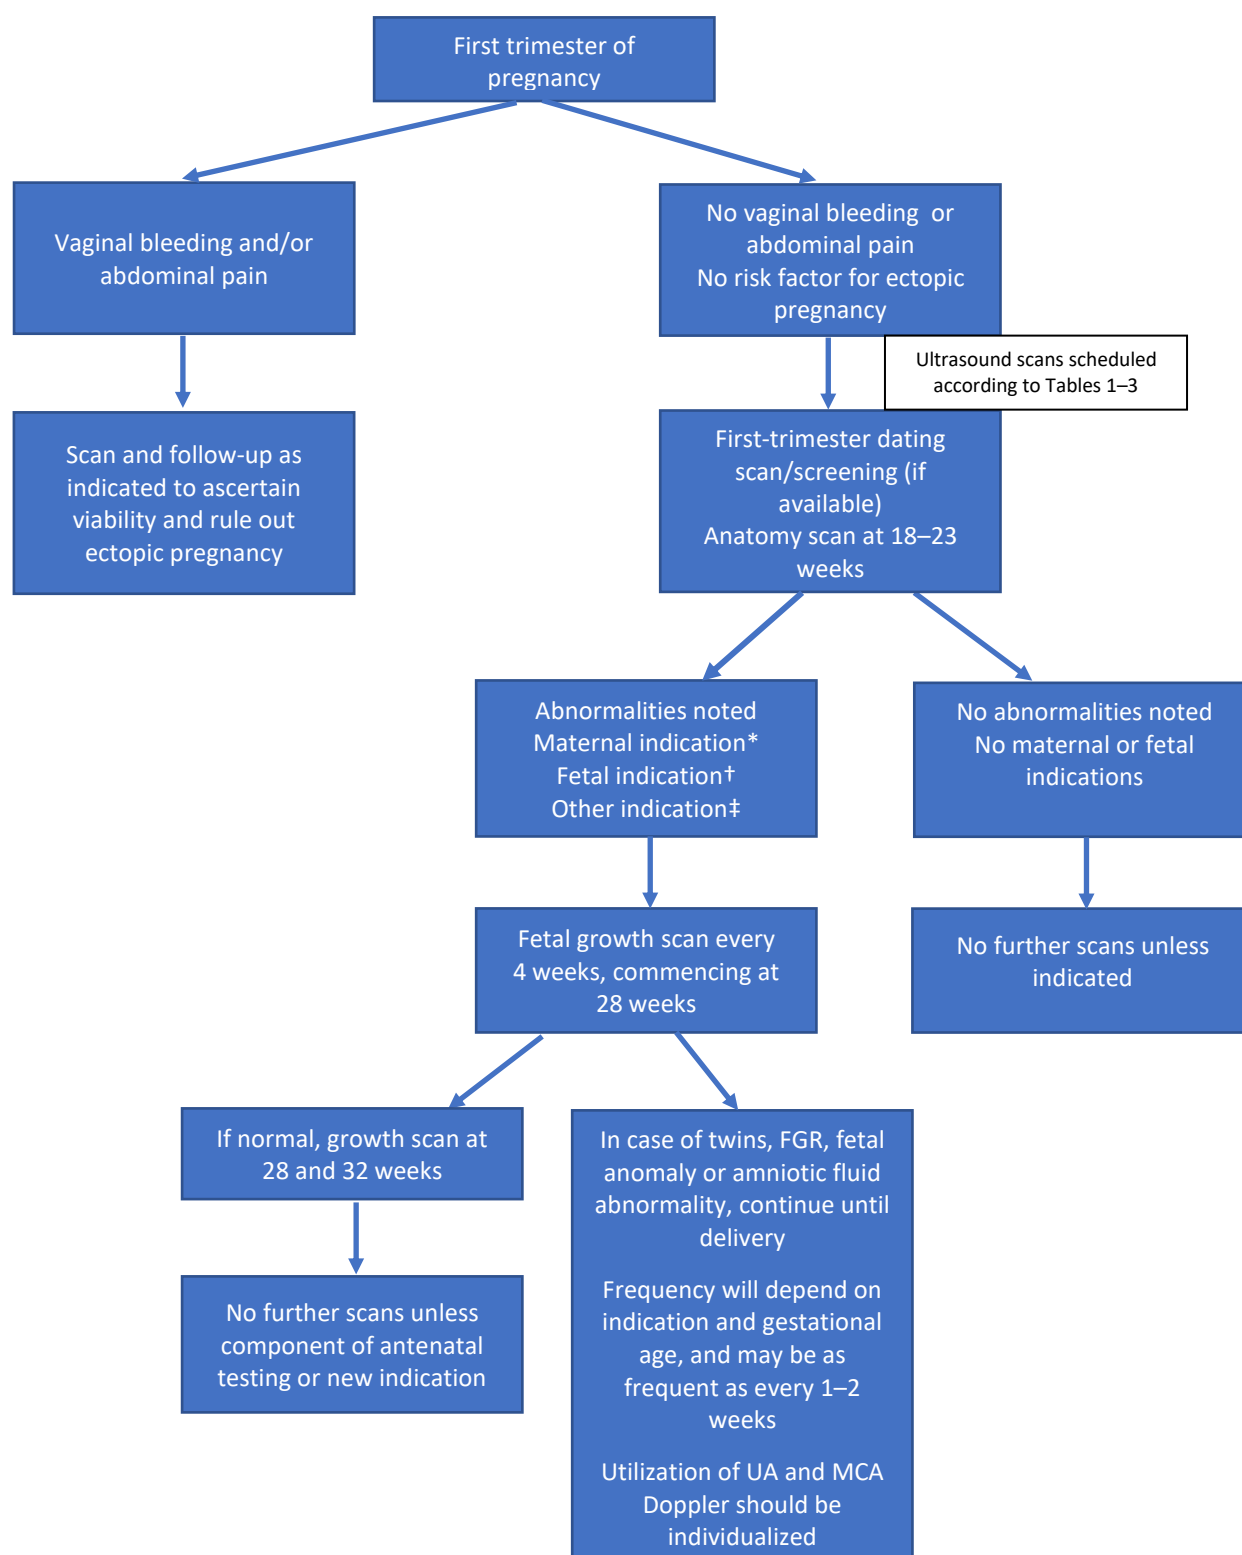 First trimester of
pregnancy
Vaginal bleeding and/or
abdominal pain
No vaginal bleeding or
abdominal pain
No risk factor for ectopic
pregnancy
Ultrasound scans scheduled
according to Tables 1–3
Scan and follow-up as
indicated to ascertain
viability and rule out
ectopic pregnancy
First-trimester dating
scan/screening (if
available)
Anatomy scan at 18–23
weeks
Abnormalities noted
Maternal indication*
Fetal indication†
Other indication‡
No abnormalities noted
No maternal or fetal
indications
Fetal growth scan every
4 weeks, commencing at
28 weeks
No further scans unless
indicated
If normal, growth scan at
28 and 32 weeks
In case of twins, FGR, fetal
anomaly or amniotic fluid
abnormality, continue until
delivery
Frequency will depend on
indication and gestational
age, and may be as
frequent as every 1–2
weeks
Utilization of UA and MCA
Doppler should be
individualized
No further scans unless
component of antenatal
testing or new indication